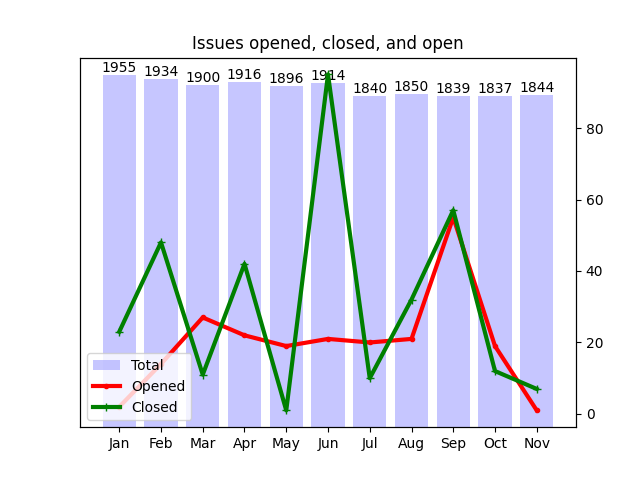 Issues opened, closed, and open
1955 1934 1900 1916 1896 1914 1840 1850 1839 1837 1844
80
60
40
20
0
Total
Opened
Closed
Jan Feb Mar Apr May Jun Jul Aug Sep Oct Nov